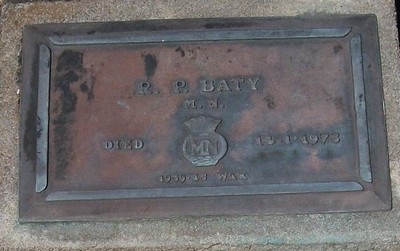 R. P. BATY
M. N.
DIED 13·1·1973
MN
1939-45 WAR